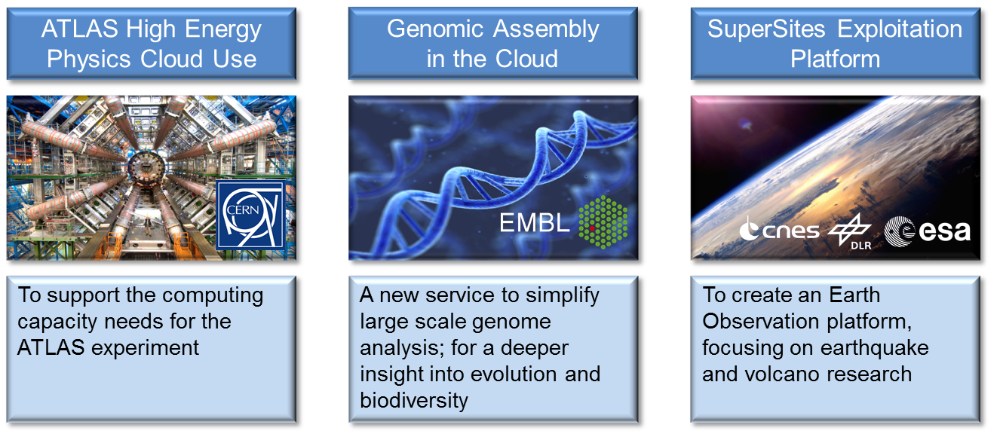 ATLAS High Energy
Physics Cloud Use
CERN
To support the computing
capacity needs for the
ATLAS experiment
Genomic Assembly
in the Cloud
EMBL
A new service to simplify
large scale genome
analysis; for a deeper
insight into evolution and
biodiversity
SuperSites Exploitation
Platform
cnes
DLR
esa
To create an Earth
Observation platform,
focusing on earthquake
and volcano research